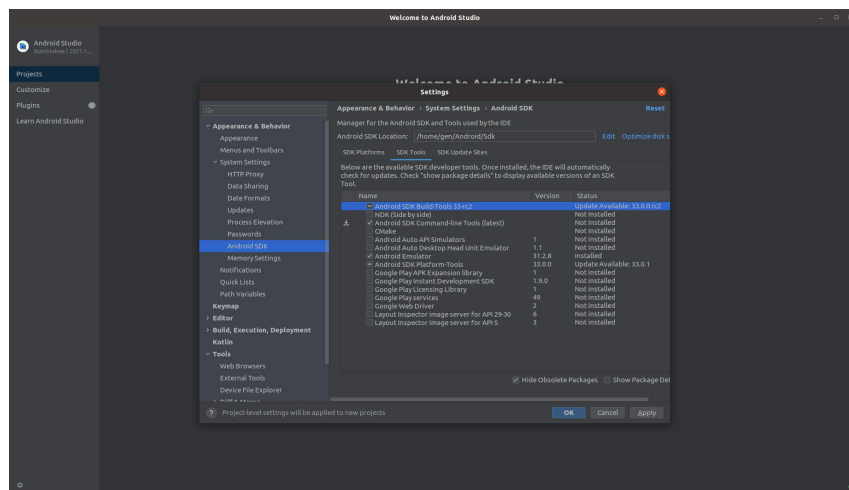 Welcome to Android Studio
Android Studio
Bumblebee | 2021.1...
Projects
Customize
Plugins
Learn Android Studio
Welcome to Android Studio
Settings
Appearance & Behavior
Appearance
Menus and Toolbars
System Settings
HTTP Proxy
Data Sharing
Date Formats
Updates
Process Elevation
Passwords
Android SDK
Memory Settings
Notifications
Quick Lists
Path Variables
Keymap
Editor
Build, Execution, Deployment
Kotlin
Tools
Web Browsers
External Tools
Device File Explorer
Appearance & Behavior › System Settings › Android SDK Reset
Manager for the Android SDK and Tools used by the IDE
Android SDK Location: /home/gen/Android/Sdk Edit Optimize disk s
SDK Platforms SDK Tools SDK Update Sites
Below are the available SDK developer tools. Once installed, the IDE will automatically
check for updates. Check "show package details" to display available versions of an SDK
Tool.
Name Version Status
Android SDK Build-Tools 33-rc2 Update Available: 33.0.0 rc2
NDK (Side by side) Not Installed
Android SDK Command-line Tools (latest) Not Installed
CMake Not Installed
Android Auto API Simulators 1 Not installed
Android Auto Desktop Head Unit Emulator 1.1 Not installed
Android Emulator 31.2.8 Installed
Android SDK Platform-Tools 33.0.0 Update Available: 33.0.1
Google Play APK Expansion library 1 Not installed
Google Play Instant Development SDK 1.9.0 Not installed
Google Play Licensing Library 1 Not installed
Google Play services 49 Not installed
Google Web Driver 2 Not installed
Layout Inspector image server for API 29-30 6 Not installed
Layout Inspector image server for API S 3 Not installed
Hide Obsolete Packages Show Package Det
? Project-level settings will be applied to new projects
OK Cancel Apply